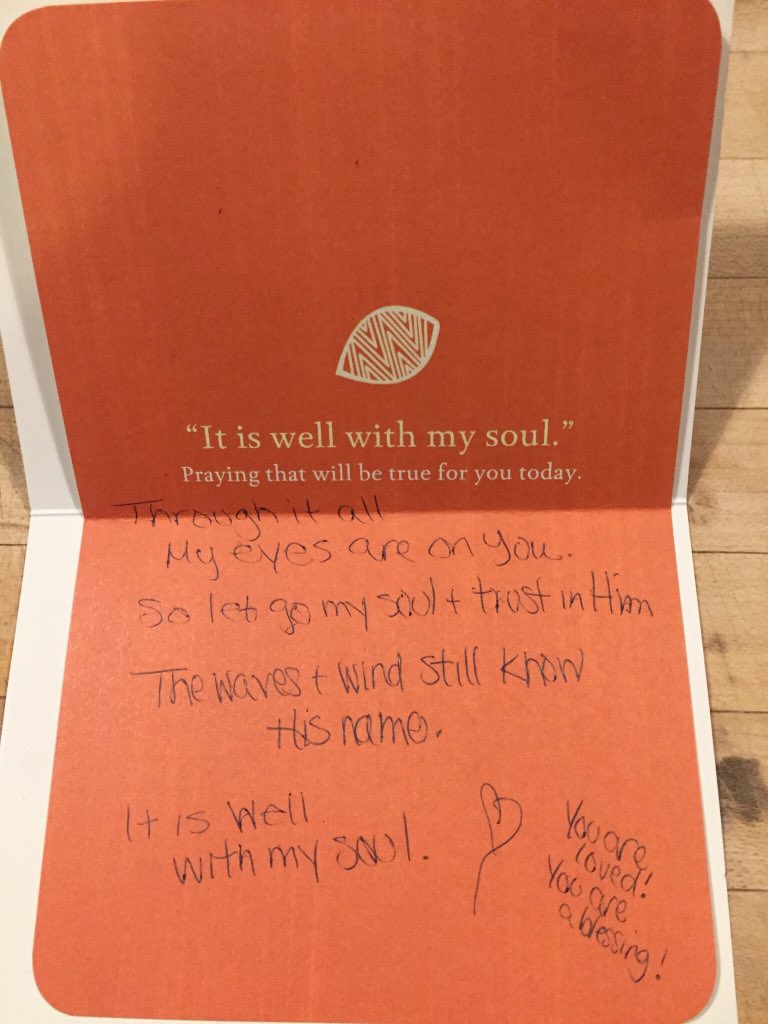 “It is well with my soul.”
Praying that will be true for you today.
Through it all
My eyes are on You.
So let go my soul + trust in Him
The waves + wind still know
His name.
It is well
with my soul.
You are
loved!
You are
a blessing!